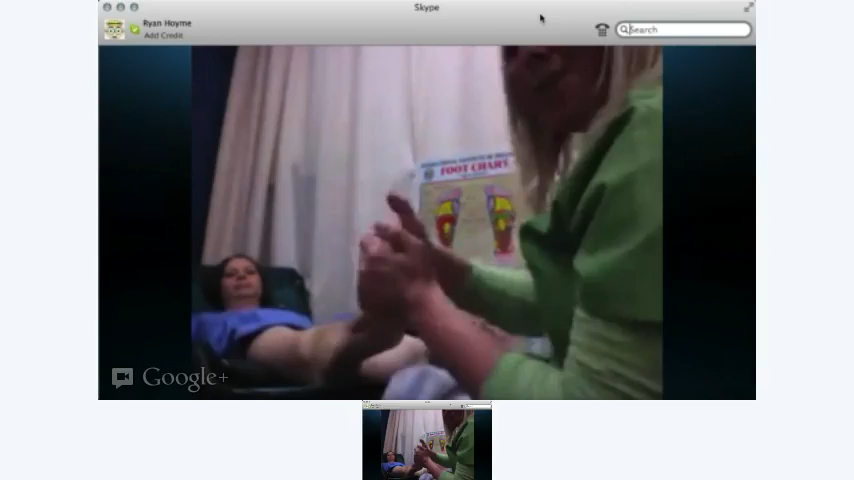 Skype
Ryan Hoyme
Add Credit
Search
FOOT CHART
Google+